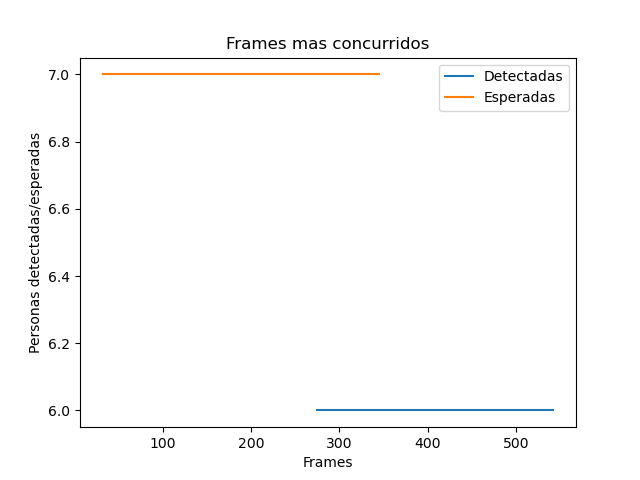 Frames mas concurridos
Detectadas
Esperadas
Personas detectadas/esperadas
7.0
6.8
6.6
6.4
6.2
6.0
100 200 300 400 500
Frames